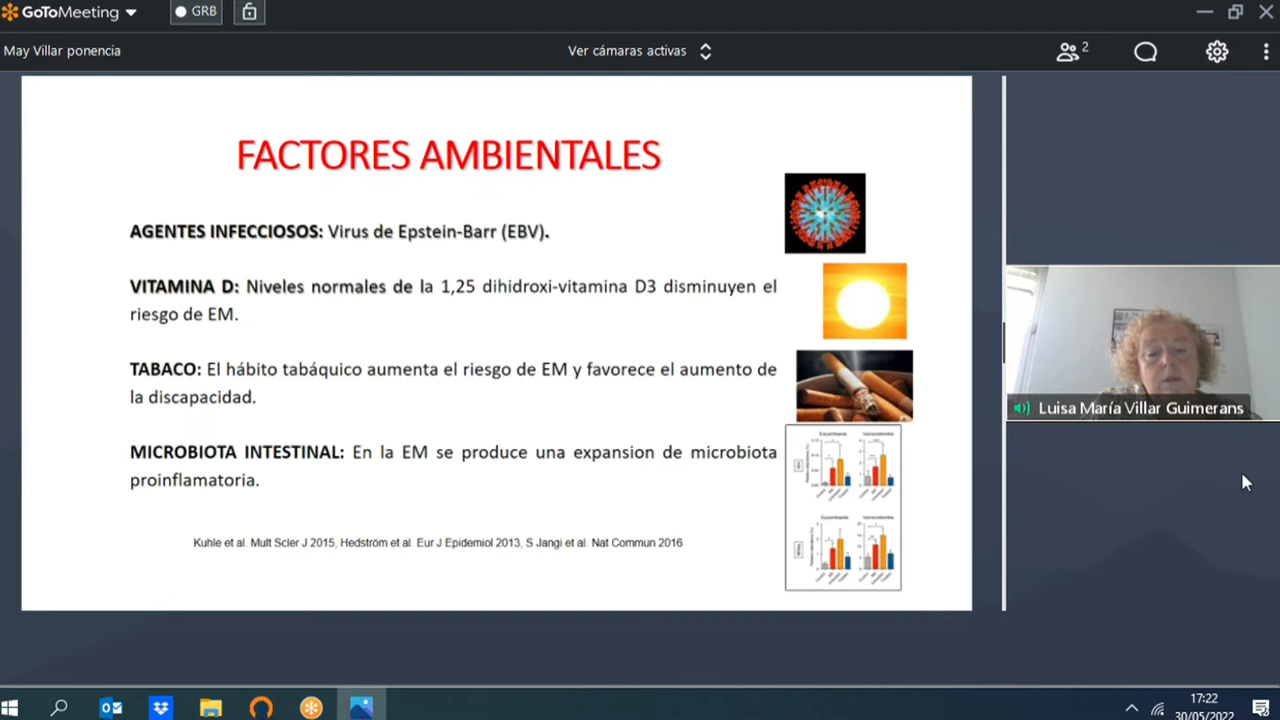 GoToMeeting
GRB
May Villar ponencia
Ver cámaras activas
2
FACTORES AMBIENTALES
AGENTES INFECCIOSOS: Virus de Epstein-Barr (EBV).
VITAMINA D: Niveles normales de la 1,25 dihidroxi-vitamina D3 disminuyen el
riesgo de EM.
TABACO: El hábito tabáquico aumenta el riesgo de EM y favorece el aumento de
la discapacidad.
MICROBIOTA INTESTINAL: En la EM se produce una expansion de microbiota
proinflamatoria.
Kuhle et al. Mult Scler J 2015, Hedström et al. Eur J Epidemiol 2013, S Jangi et al. Nat Commun 2016
Luisa María Villar Guimerans
17:22
30/05/2022